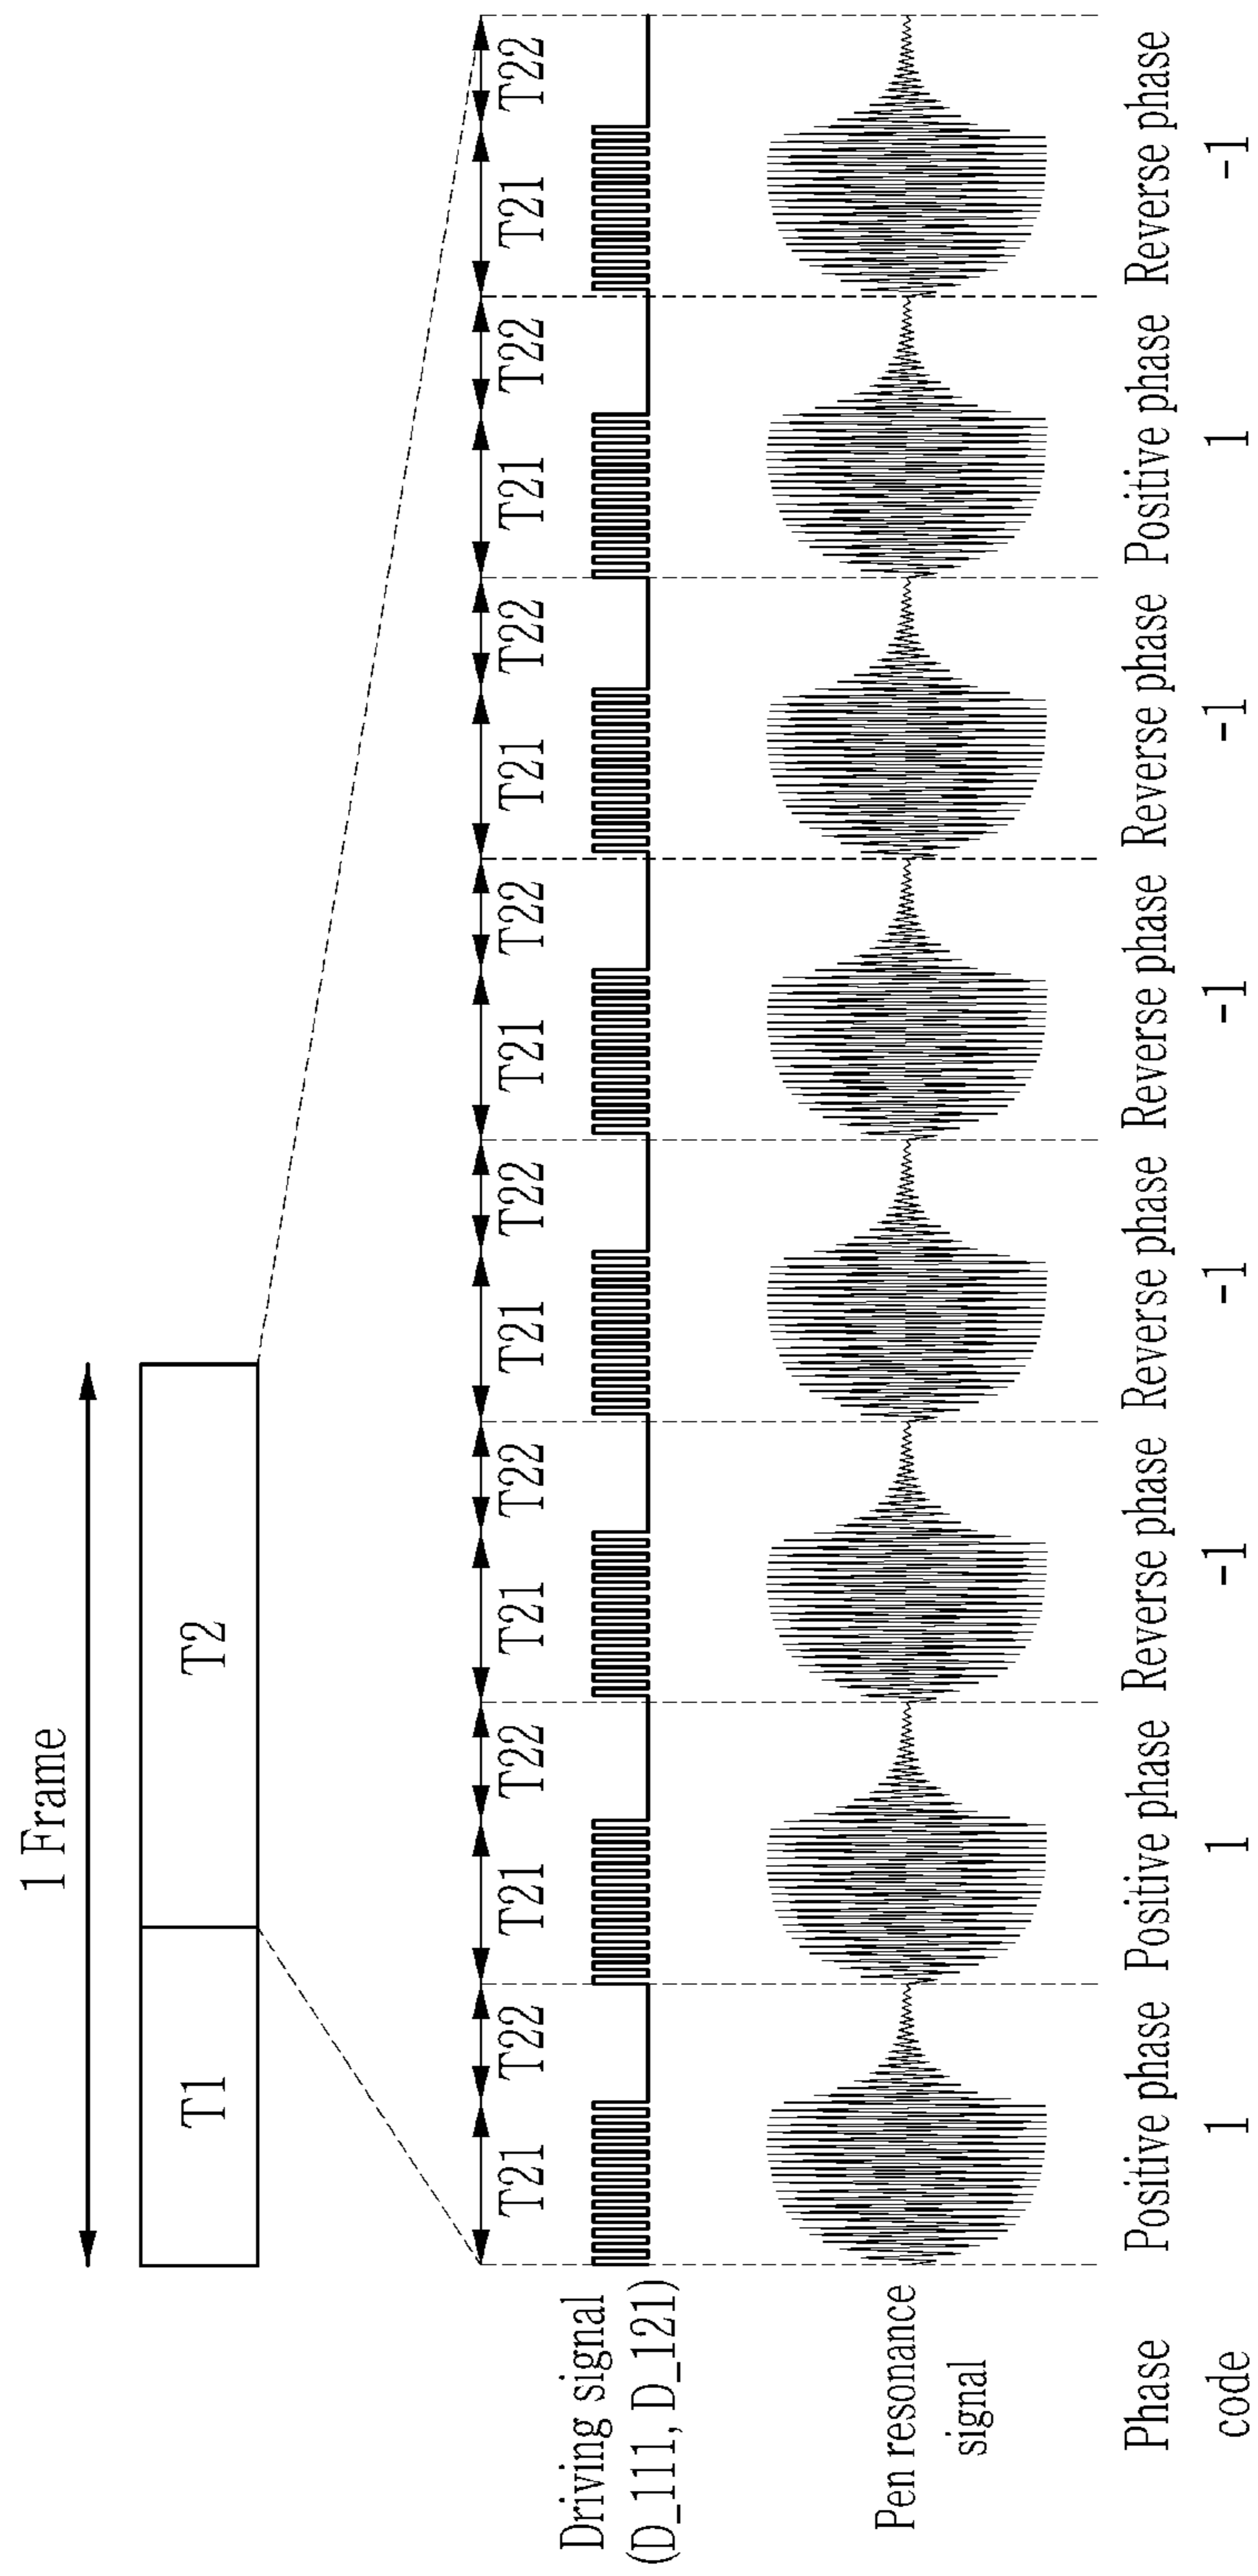 1 Frame
T1 T2
T21 T22 T21 T22 T21 T22 T21 T22 T21 T22 T21 T22 T21 T22 T21 T22
Driving signal
(D_111, D_121)
Pen resonance
signal
Phase Positive phase Positive phase Reverse phase Reverse phase Reverse phase Reverse phase Positive phase Reverse phase
code 1 1 -1 -1 -1 -1 1 -1